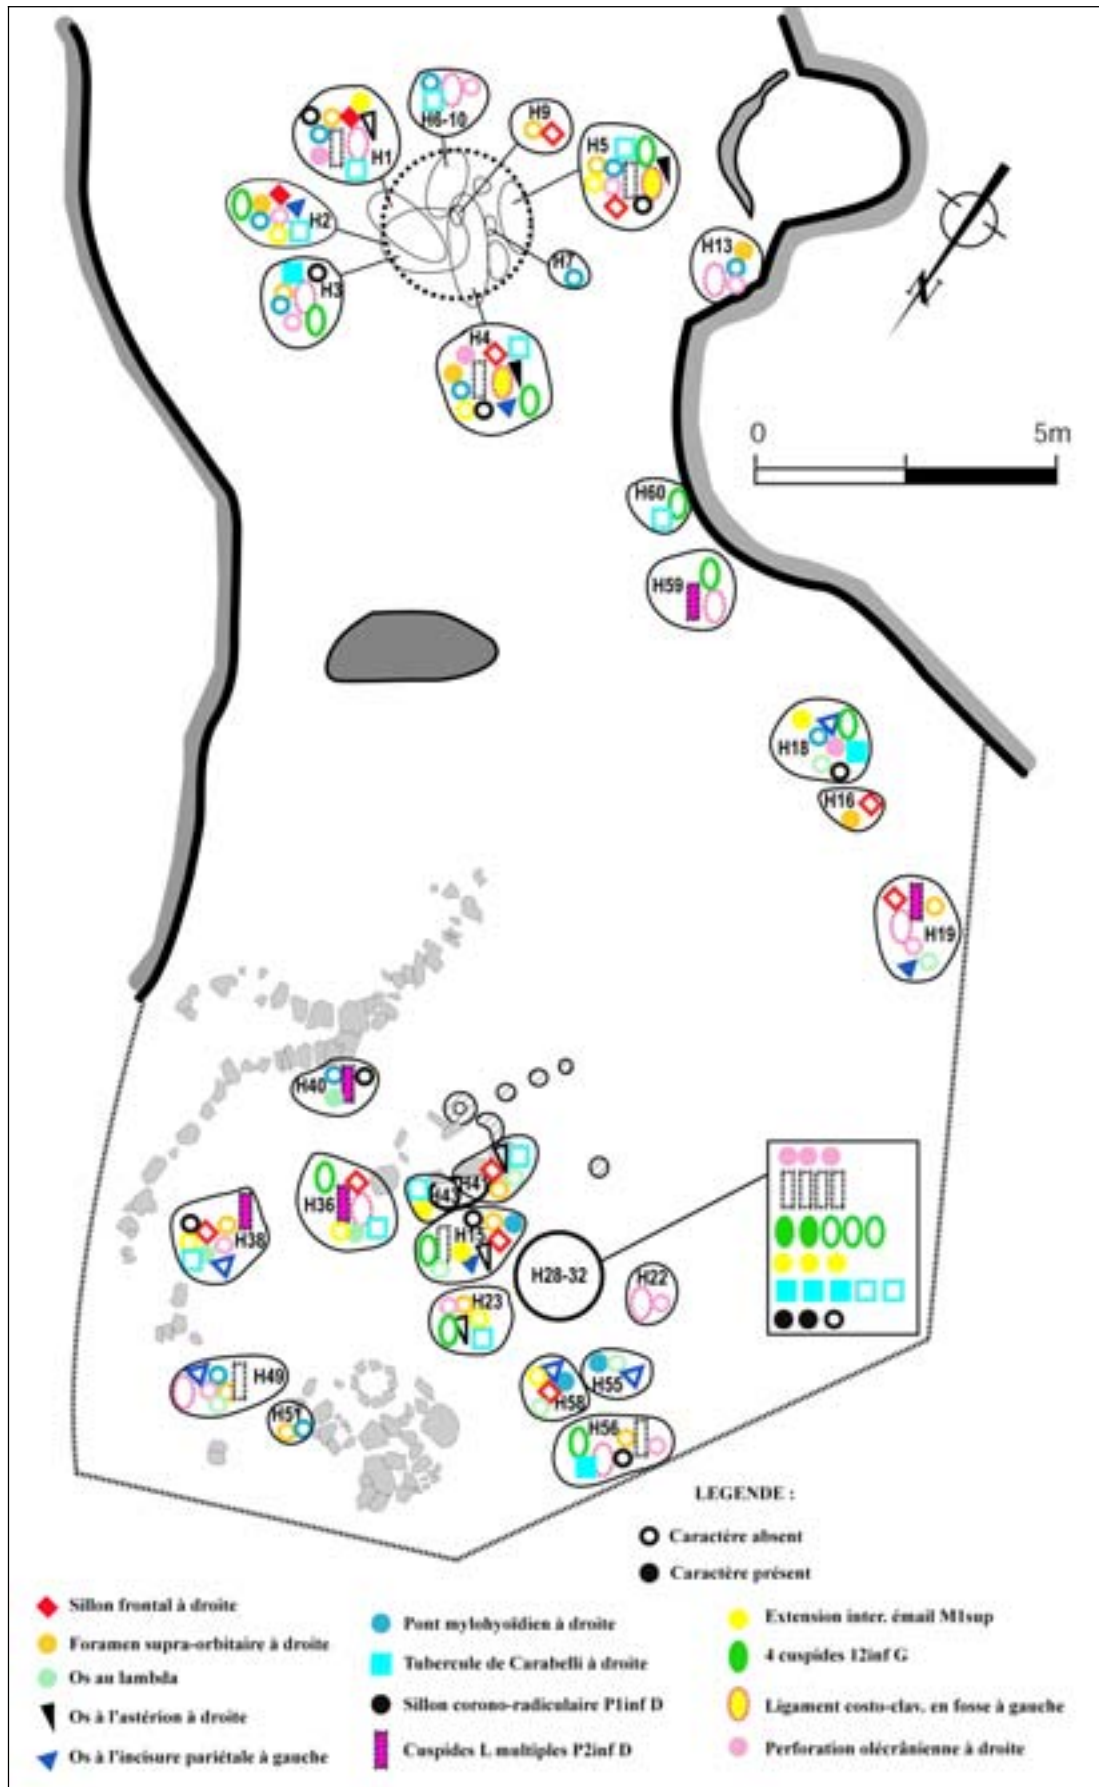 H6-10
H9
H1
H5
H2
H7
H13
H3
H4
0 5m
H60
H59
H18
H16
H19
H40
H41
H43
H36
H15
H38
H28-32
H22
H23
H49
H55
H58
H51
H56
N
LEGENDE :
Caractère absent
Caractère présent
Sillon frontal à droite
Foramen supra-orbitaire à droite
Os au lambda
Os à l'astérion à droite
Os à l'incisure pariétale à gauche
Pont mylohyoïdien à droite
Tubercule de Carabelli à droite
Sillon corono-radiculaire P1inf D
Cuspides L multiples P2inf D
Extension inter. émail M1sup
4 cuspides 12inf G
Ligament costo-clav. en fosse à gauche
Perforation olécrânienne à droite